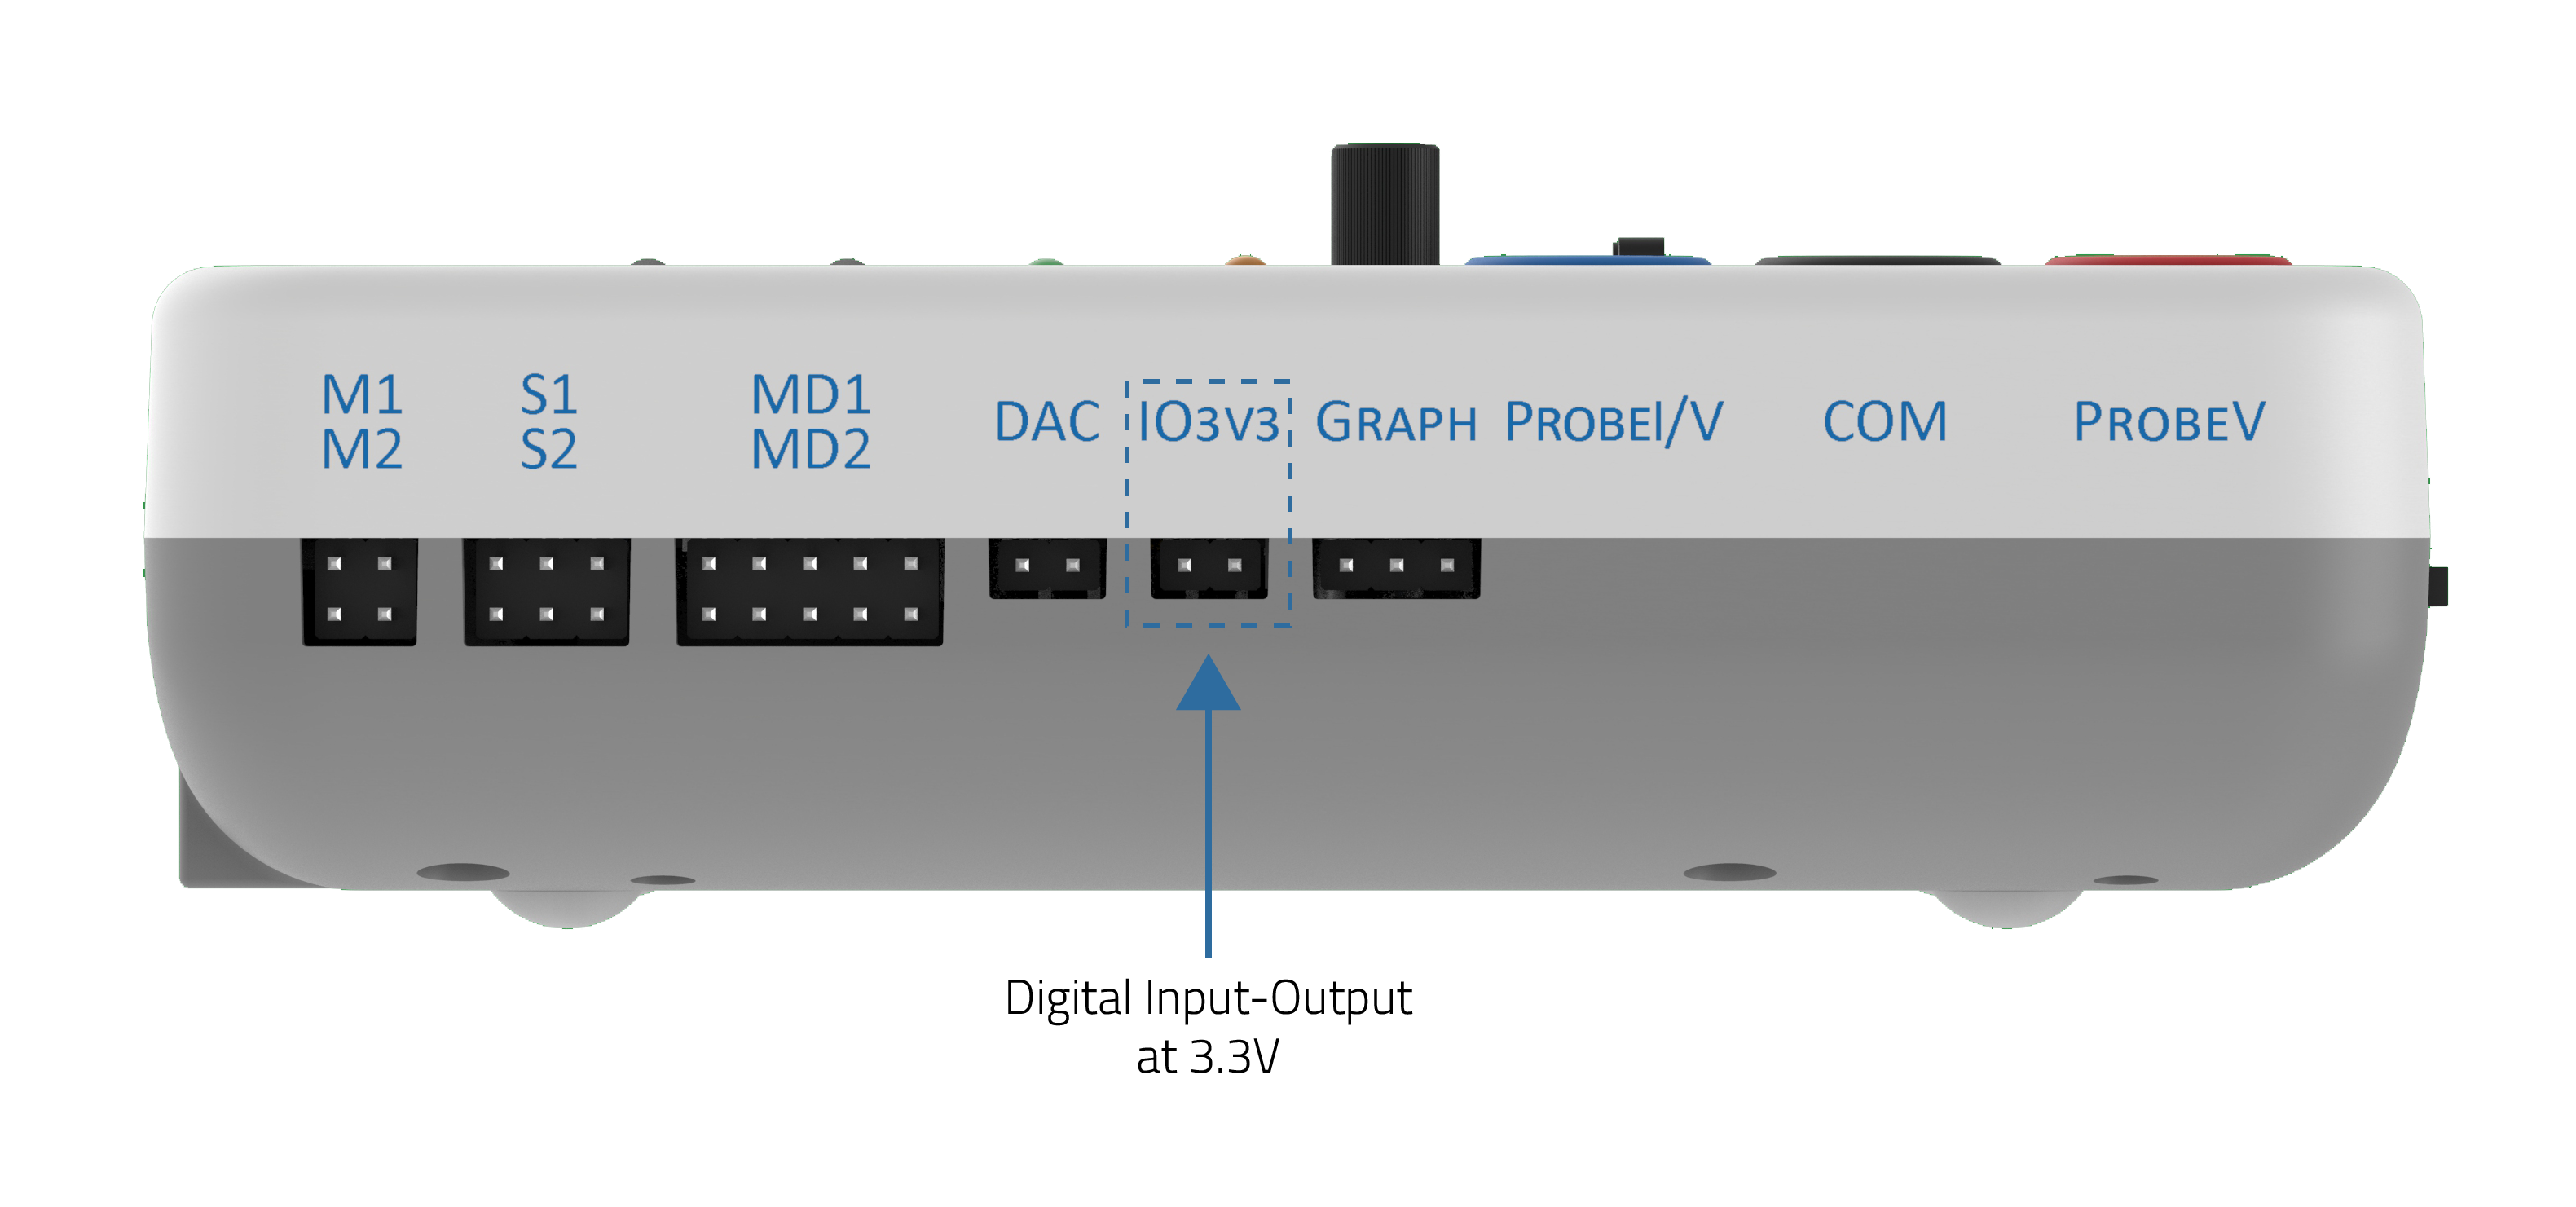 M1
M2
S1
S2
MD1
MD2
DAC
IO3V3
GRAPH
PROBEI/V
COM
PROBEV
Digital Input-Output
at 3.3V